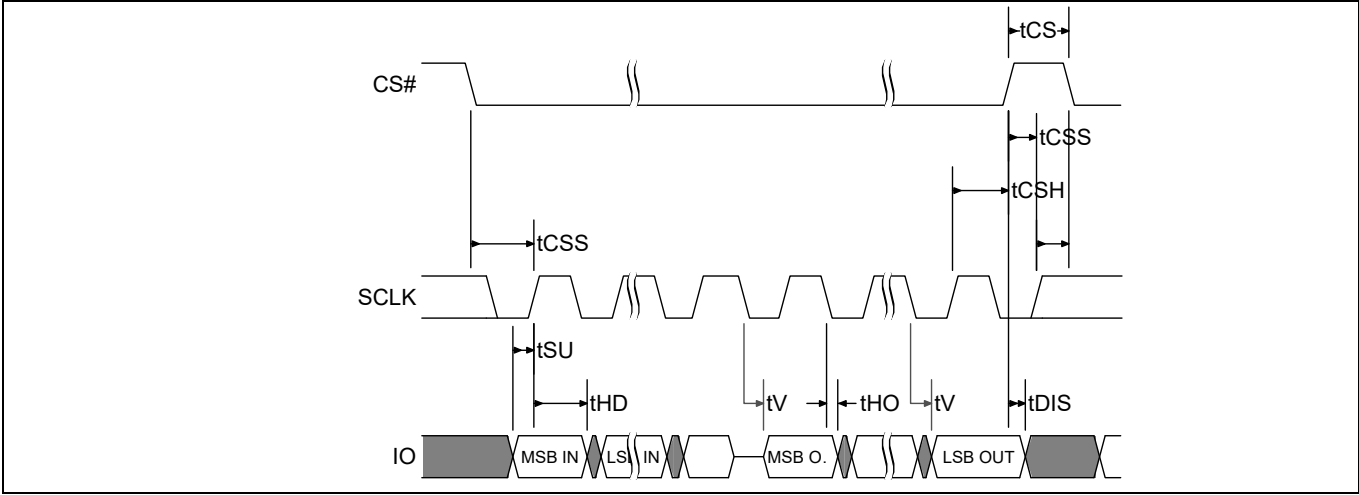 tCS
CS#
tCSS
tCSH
tCSS
SCLK
tSU
tHD
tV
tHO
tV
tDIS
IO
MSB IN
LSB IN
MSB O.
LSB OUT